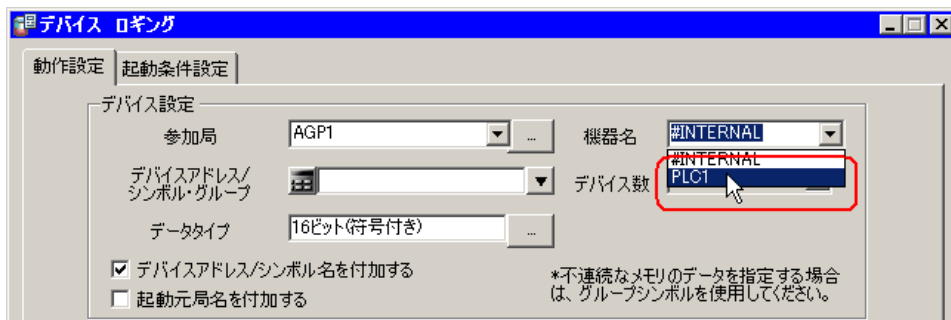 デバイス ロギング
動作設定
起動条件設定
デバイス設定
参加局
AGP1
...
機器名
#INTERNAL
#INTERNAL
PLC1
デバイスアドレス/
シンボル・グループ
デバイス数
データタイプ
16ビット(符号付き)
...
デバイスアドレス/シンボル名を付加する
起動元局名を付加する
*不連続なメモリのデータを指定する場合
は、グループシンボルを使用してください。